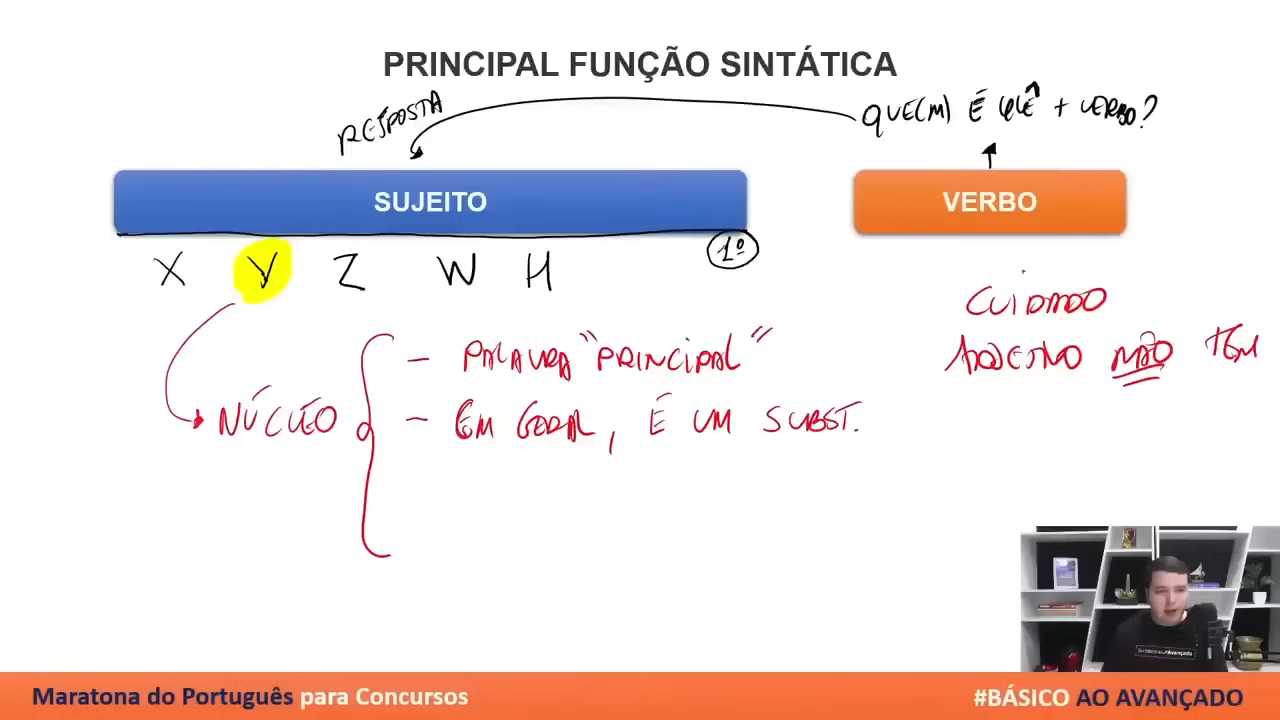 PRINCIPAL FUNÇÃO SINTÁTICA
RESPOSTA
QUE(M) É QUÊ + VERBO?
SUJEITO
VERBO
1º
X Y Z W H
CUIDADO
- PALAVRA "PRINCIPAL"
ADJETIVO NÃO TEM
NÚCLEO
- EM GERAL, É UM SUBST.
Maratona do Português para Concursos
#BÁSICO AO AVANÇADO